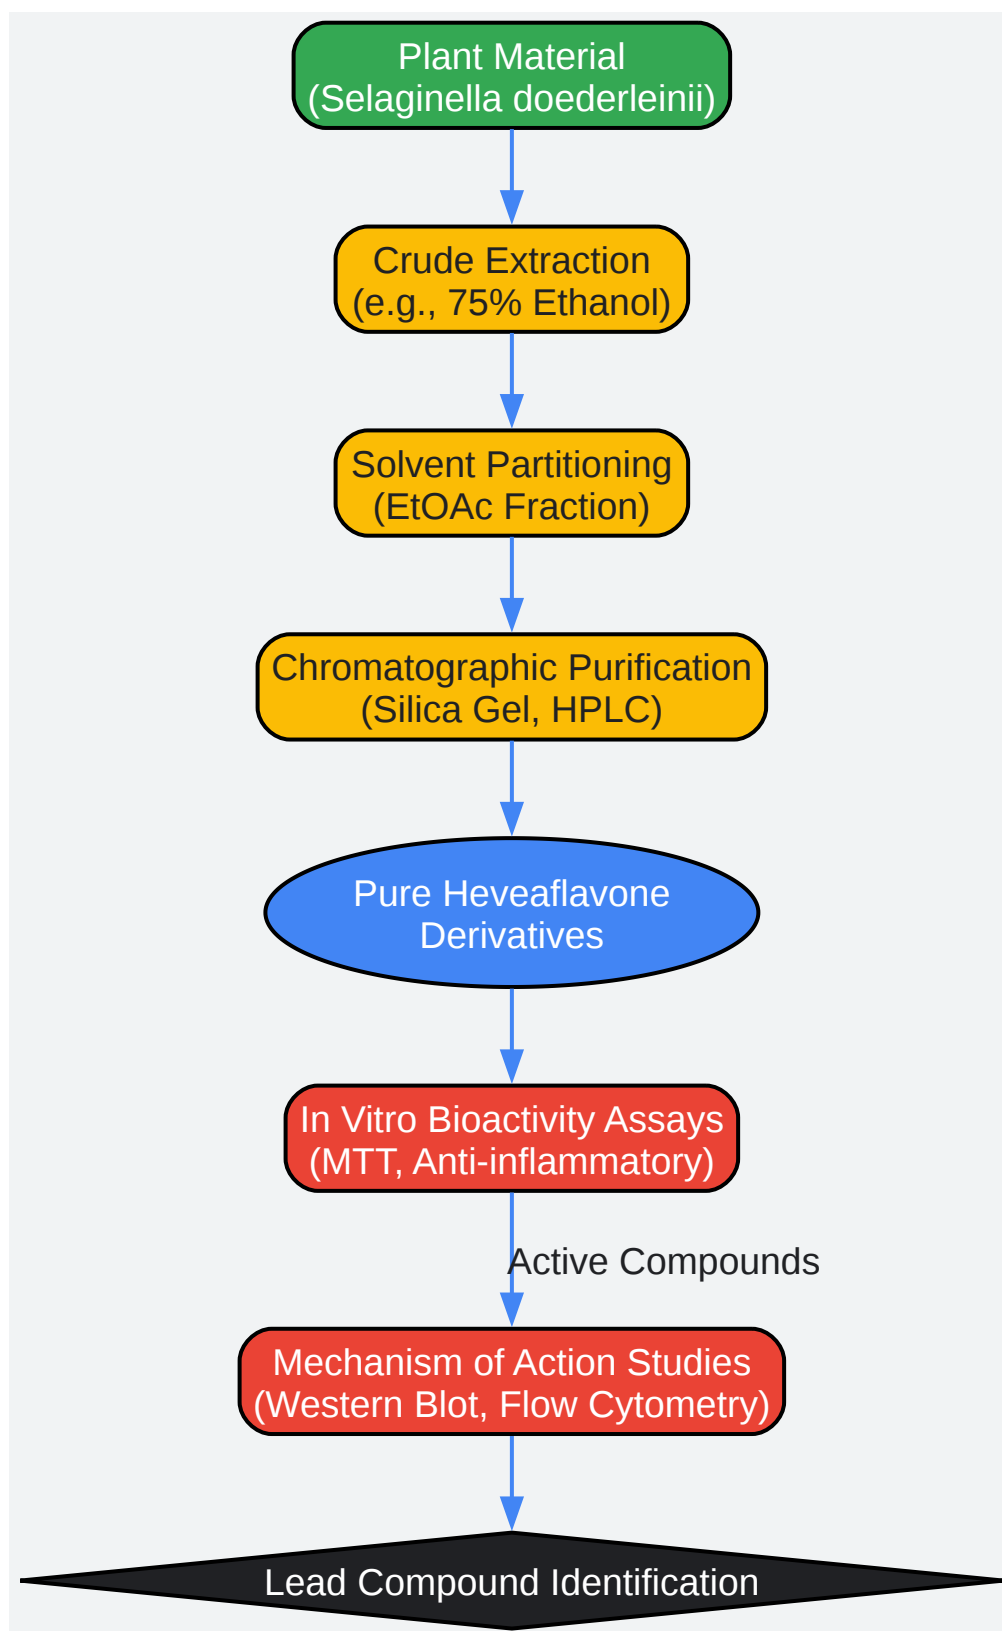 Plant Material
(Selaginella doederleinii)
Crude Extraction
(e.g., 75% Ethanol)
Solvent Partitioning
(EtOAc Fraction)
Chromatographic Purification
(Silica Gel, HPLC)
Pure Heveaflavone
Derivatives
In Vitro Bioactivity Assays
(MTT, Anti-inflammatory)
Active Compounds
Mechanism of Action Studies
(Western Blot, Flow Cytometry)
Lead Compound Identification